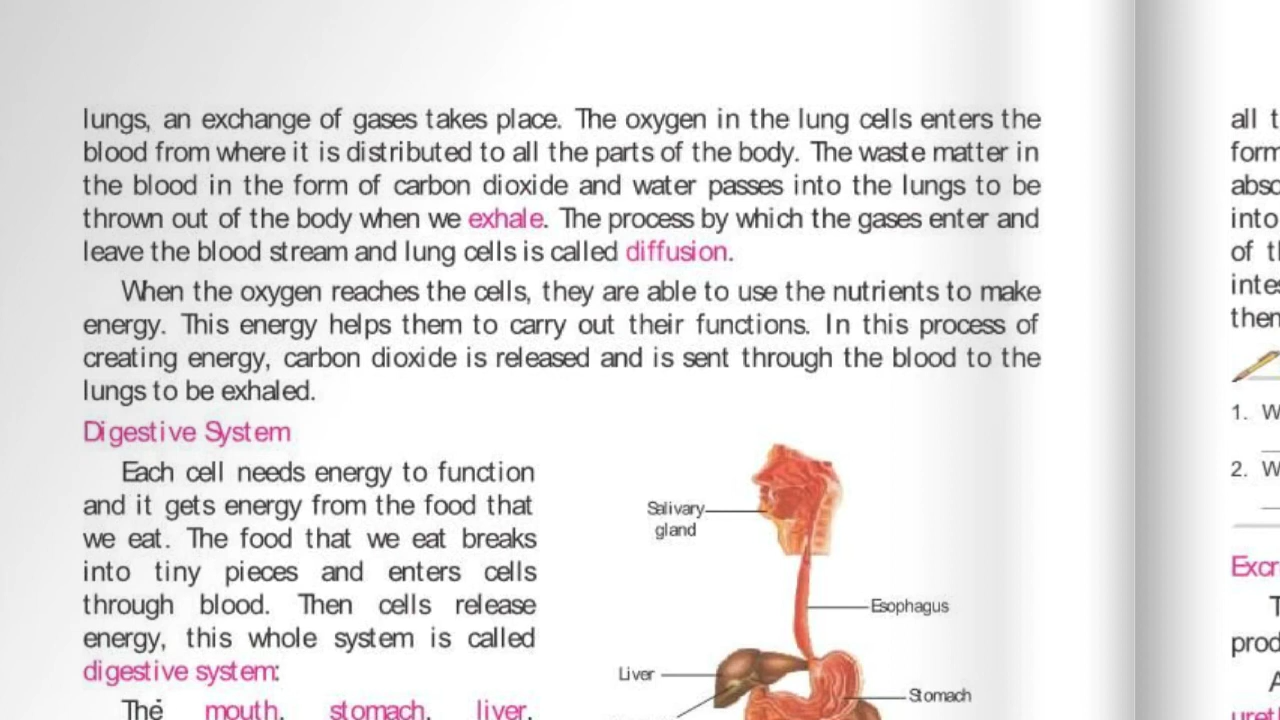 lungs, an exchange of gases takes place. The oxygen in the lung cells enters the
blood from where it is distributed to all the parts of the body. The waste matter in
the blood in the form of carbon dioxide and water passes into the lungs to be
thrown out of the body when we exhale. The process by which the gases enter and
leave the blood stream and lung cells is called diffusion.
When the oxygen reaches the cells, they are able to use the nutrients to make
energy. This energy helps them to carry out their functions. In this process of
creating energy, carbon dioxide is released and is sent through the blood to the
lungs to be exhaled.
Digestive System
Each cell needs energy to function
and it gets energy from the food that
we eat. The food that we eat breaks
into tiny pieces and enters cells
through blood. Then cells release
energy, this whole system is called
digestive system:
The mouth, stomach, liver,
Salivary
gland
Esophagus
Liver
Stomach
all
into
of
1.
2.